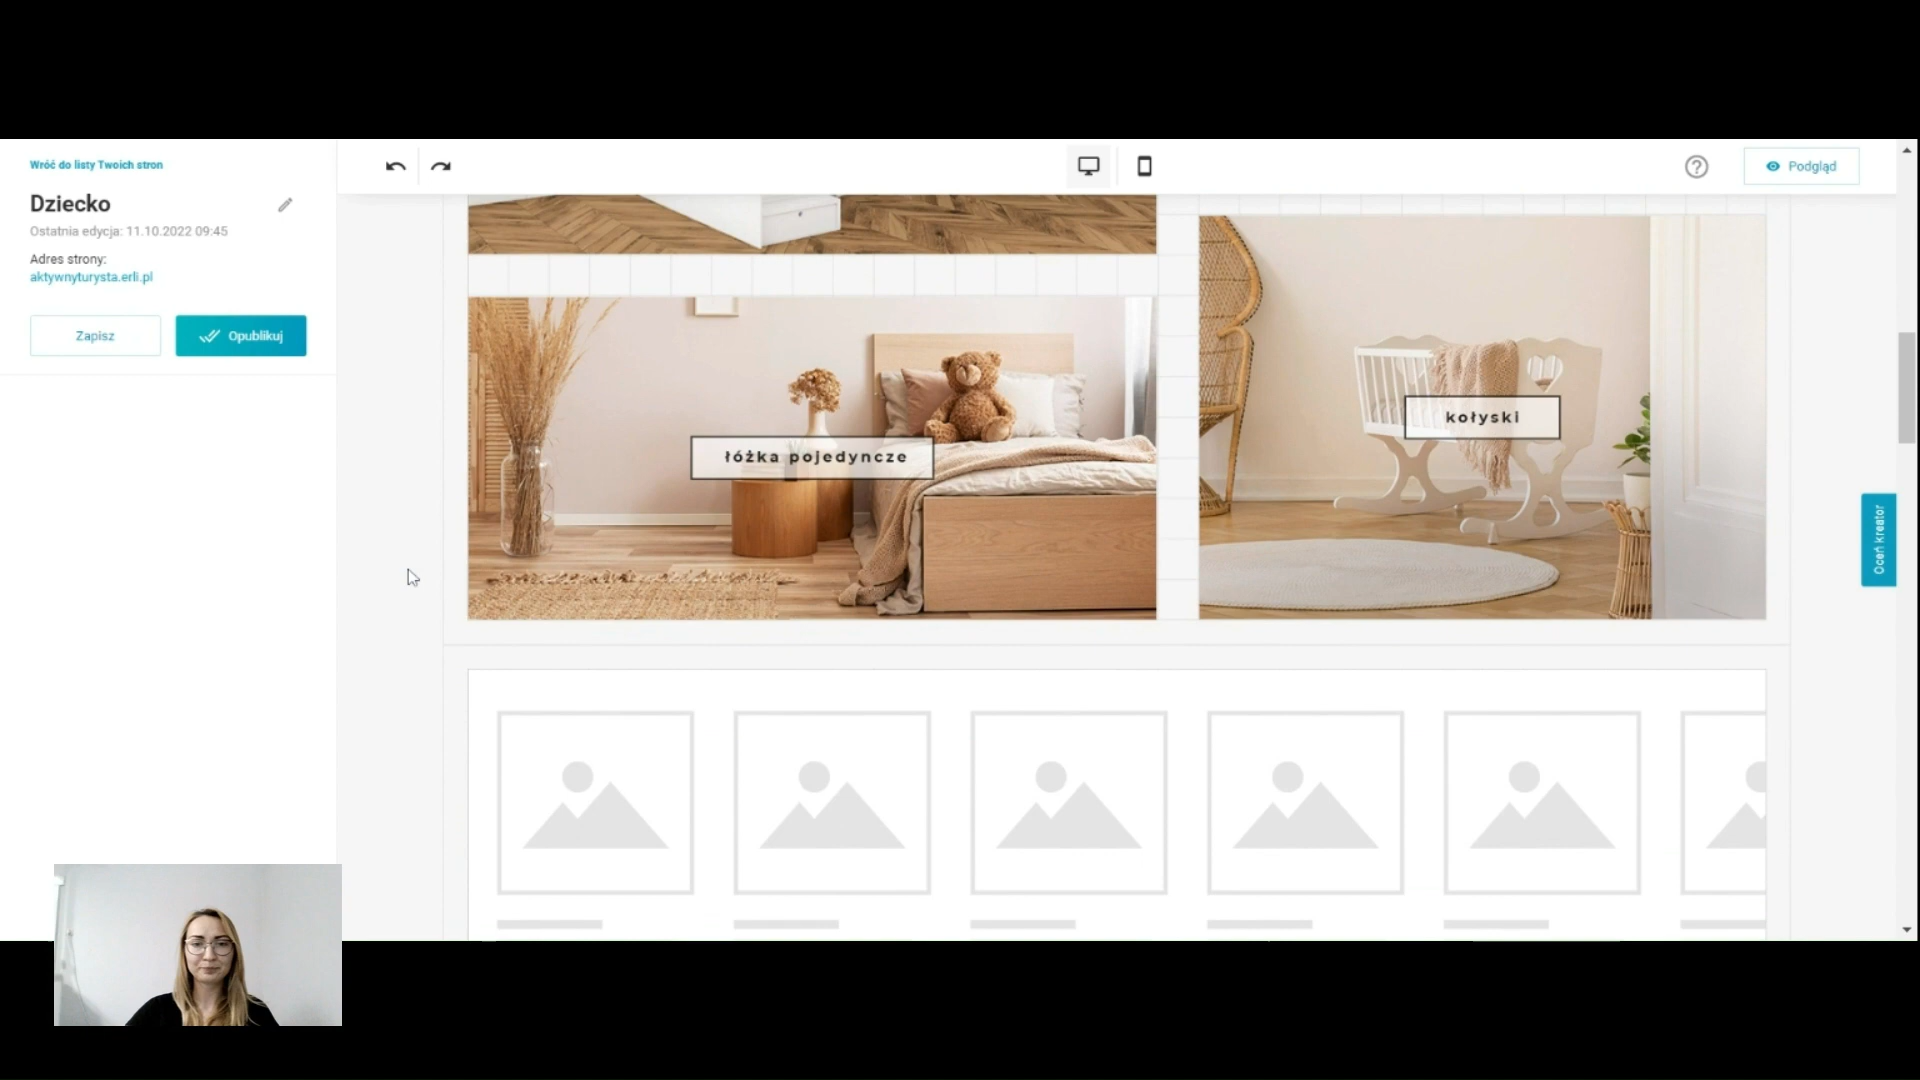 Wróć do listy Twoich stron
Dziecko
Ostatnia edycja: 11.10.2022 09:45
Adres strony:
aktywnyturysta.erli.pl
Zapisz
Opublikuj
Podgląd
łóżka pojedyncze
kołyski
Oceń kreator